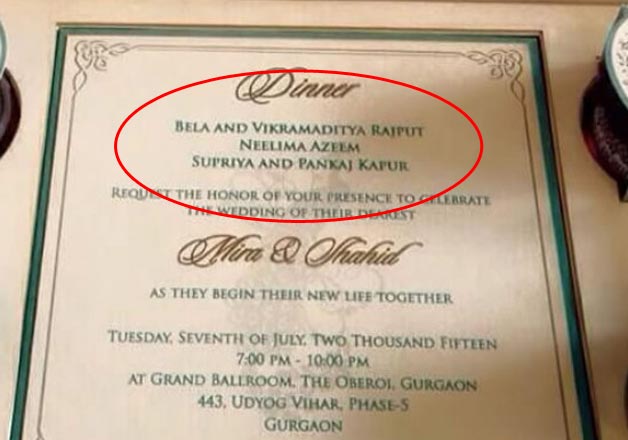 Dinner
BELA AND VIKRAMADITYA RAJPUT
NEELIMA AZEEM
SUPRIYA AND PANKAJ KAPUR
REQUEST THE HONOR OF YOUR PRESENCE TO CELEBRATE
THE WEDDING OF THEIR DEAREST
Mira & Shahid
AS THEY BEGIN THEIR NEW LIFE TOGETHER
TUESDAY, SEVENTH OF JULY, TWO THOUSAND FIFTEEN
7:00 PM - 10:00 PM
AT GRAND BALLROOM, THE OBEROI, GURGAON
443, UDYOG VIHAR, PHASE-5
GURGAON